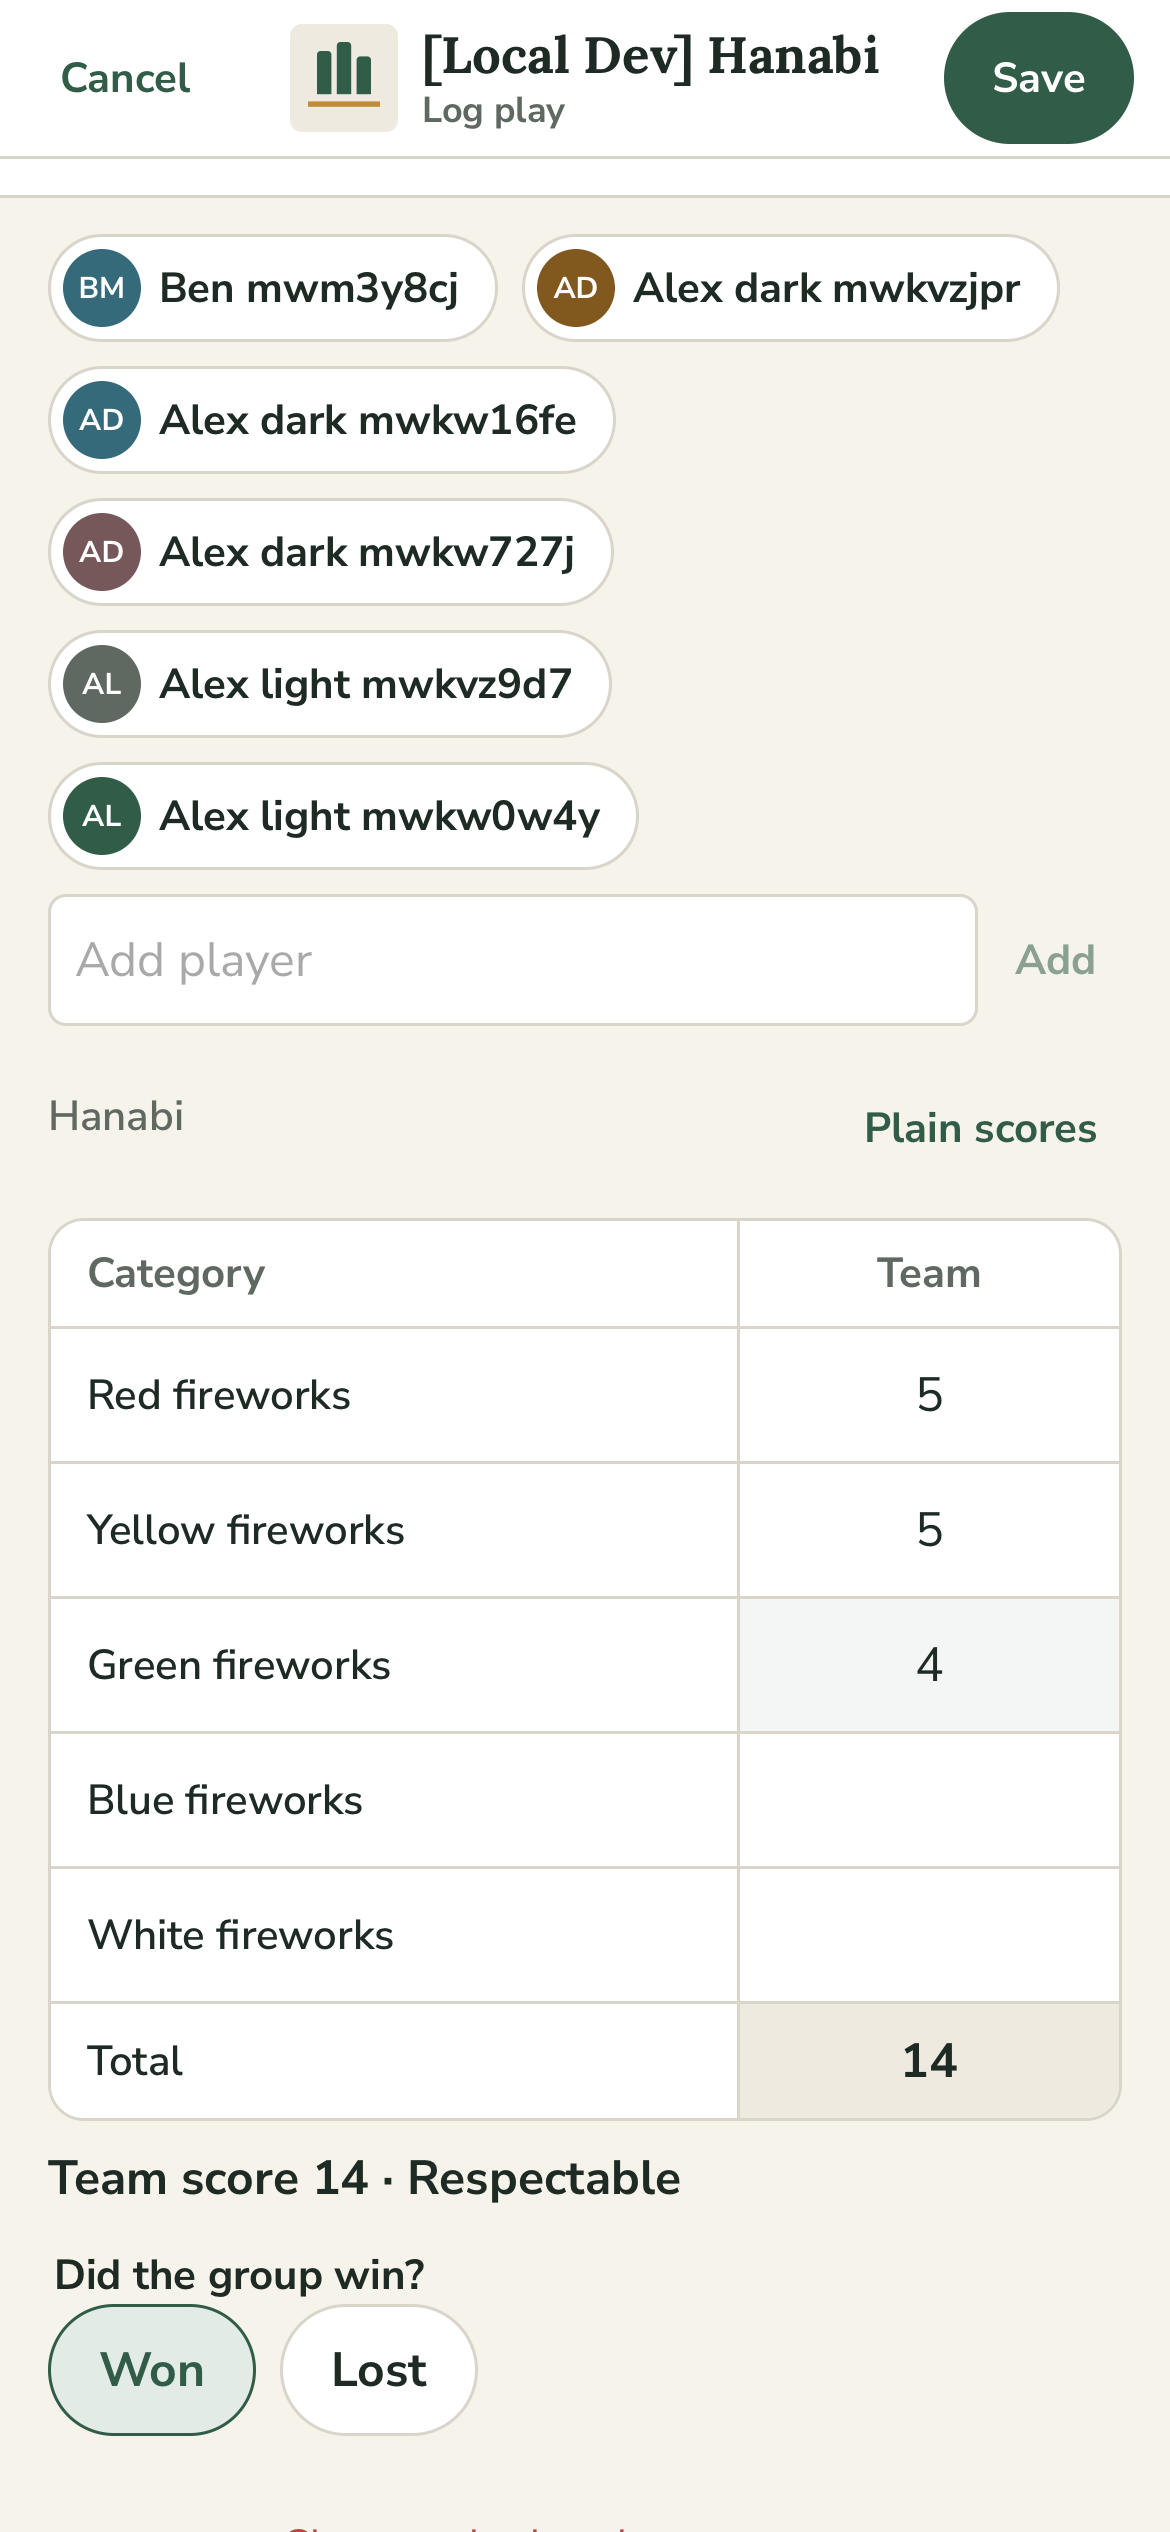 Cancel
[Local Dev] Hanabi
Log play
Save
BM Ben mwm3y8cj
AD Alex dark mwkvzjpr
AD Alex dark mwkw16fe
AD Alex dark mwkw727j
AL Alex light mwkvz9d7
AL Alex light mwkw0w4y
Add player
Add
Hanabi
Plain scores
Category Team
Red fireworks 5
Yellow fireworks 5
Green fireworks 4
Blue fireworks
White fireworks
Total 14
Team score 14 · Respectable
Did the group win?
Won Lost